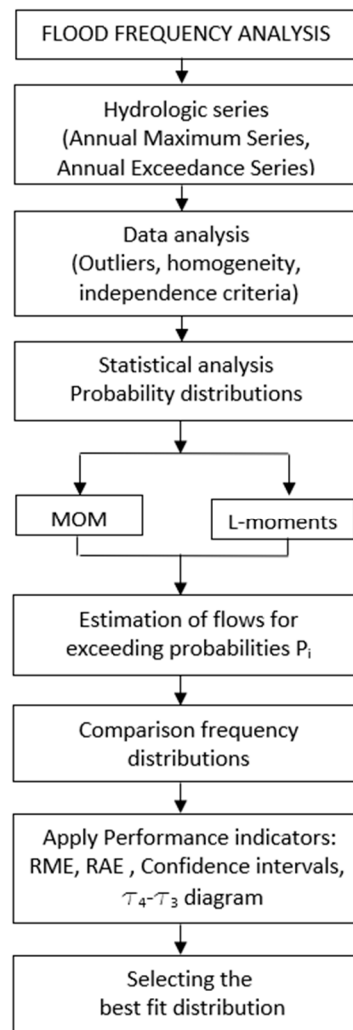 FLOOD FREQUENCY ANALYSIS
Hydrologic series
(Annual Maximum Series,
Annual Exceedance Series)
Data analysis
(Outliers, homogeneity,
independence criteria)
Statistical analysis
Probability distributions
MOM
L-moments
Estimation of flows for
exceeding probabilities Pᵢ
Comparison frequency
distributions
Apply Performance indicators:
RME, RAE , Confidence intervals,
τ₄-τ₃ diagram
Selecting the
best fit distribution